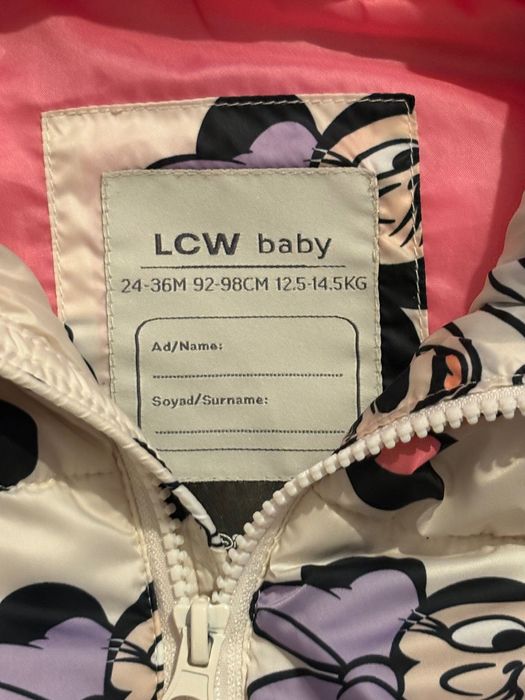 LCW baby
24-36M 92-98CM 12.5-14.5KG
Ad/Name:
Soyad/Surname: